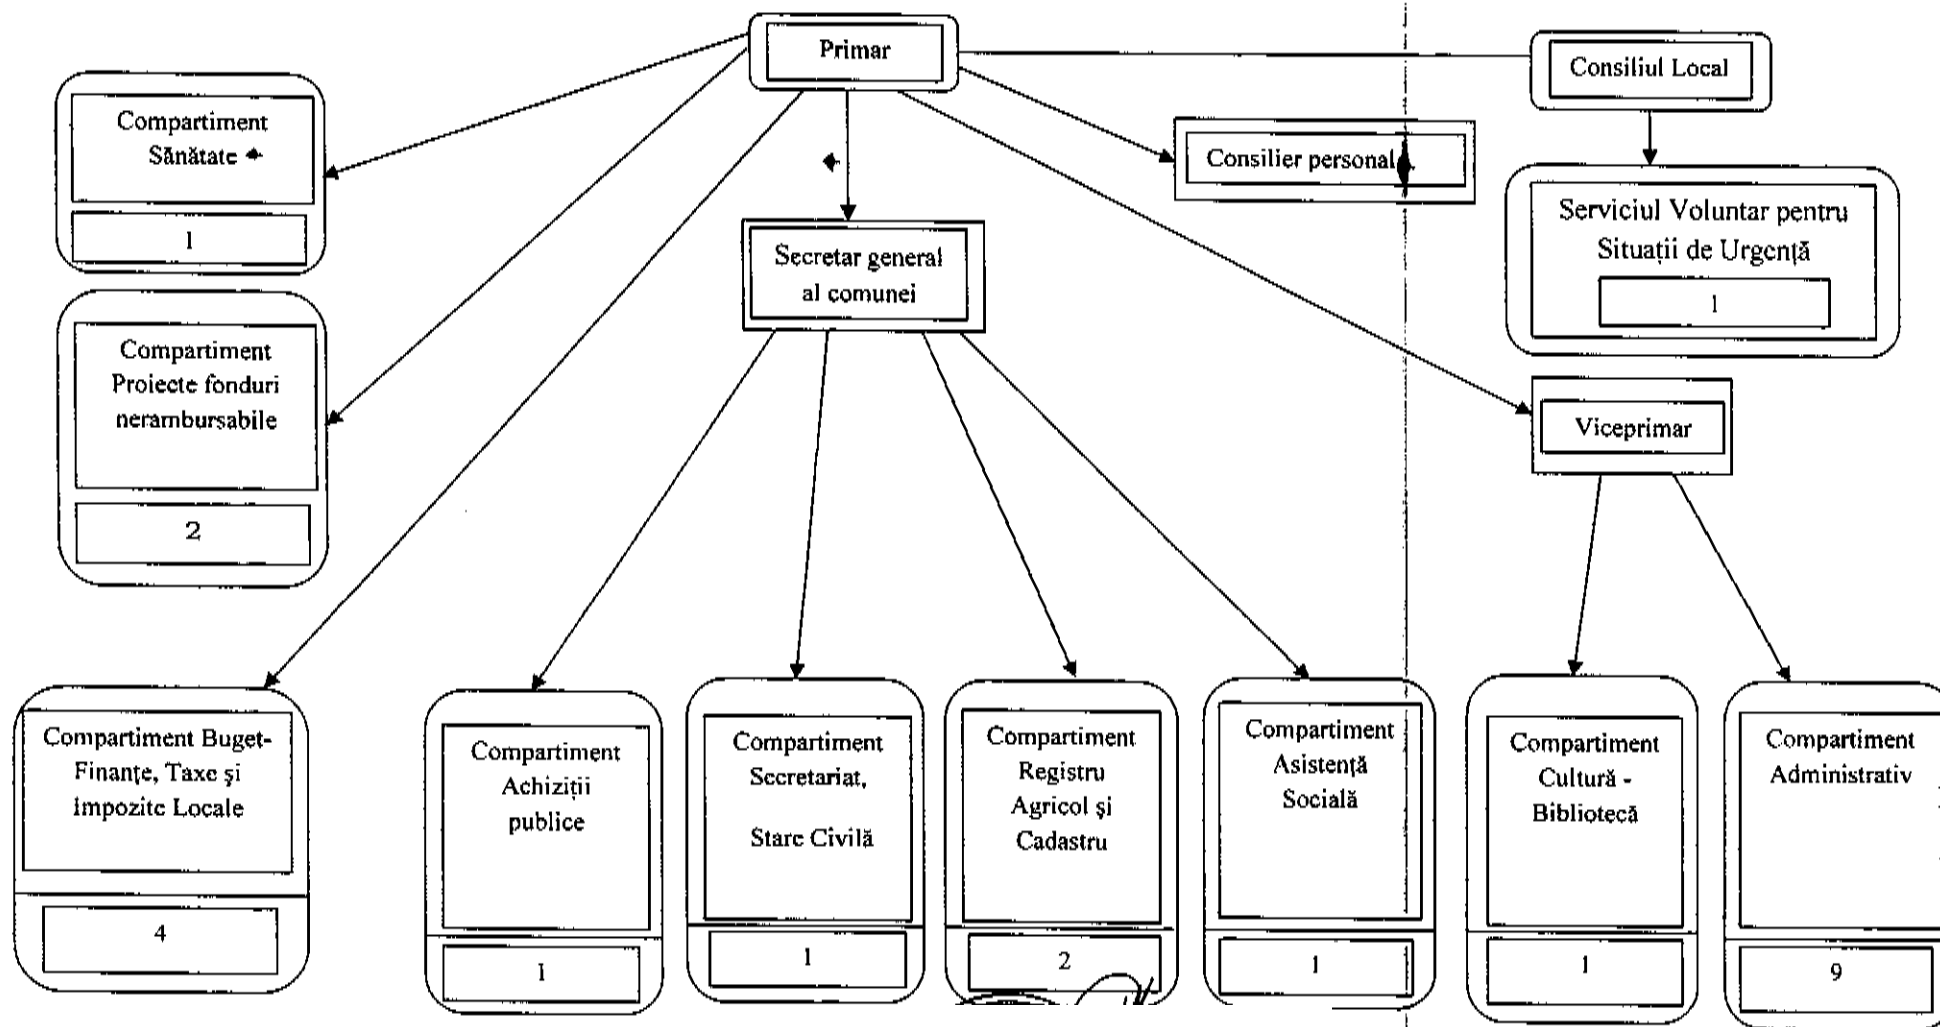 Primar
Consiliul Local
Compartiment
Sănătate
1
Consilier personal
Secretar general
al comunei
Serviciul Voluntar pentru
Situații de Urgență
1
Compartiment
Proiecte fonduri
nerambursabile
2
Viceprimar
Compartiment Buget-
Finanțe, Taxe și
Impozite Locale
4
Compartiment
Achiziții
publice
1
Compartiment
Secretariat,
Stare Civilă
1
Compartiment
Registru
Agricol și
Cadastru
2
Compartiment
Asistență
Socială
1
Compartiment
Cultură -
Bibliotecă
1
Compartiment
Administrativ
9